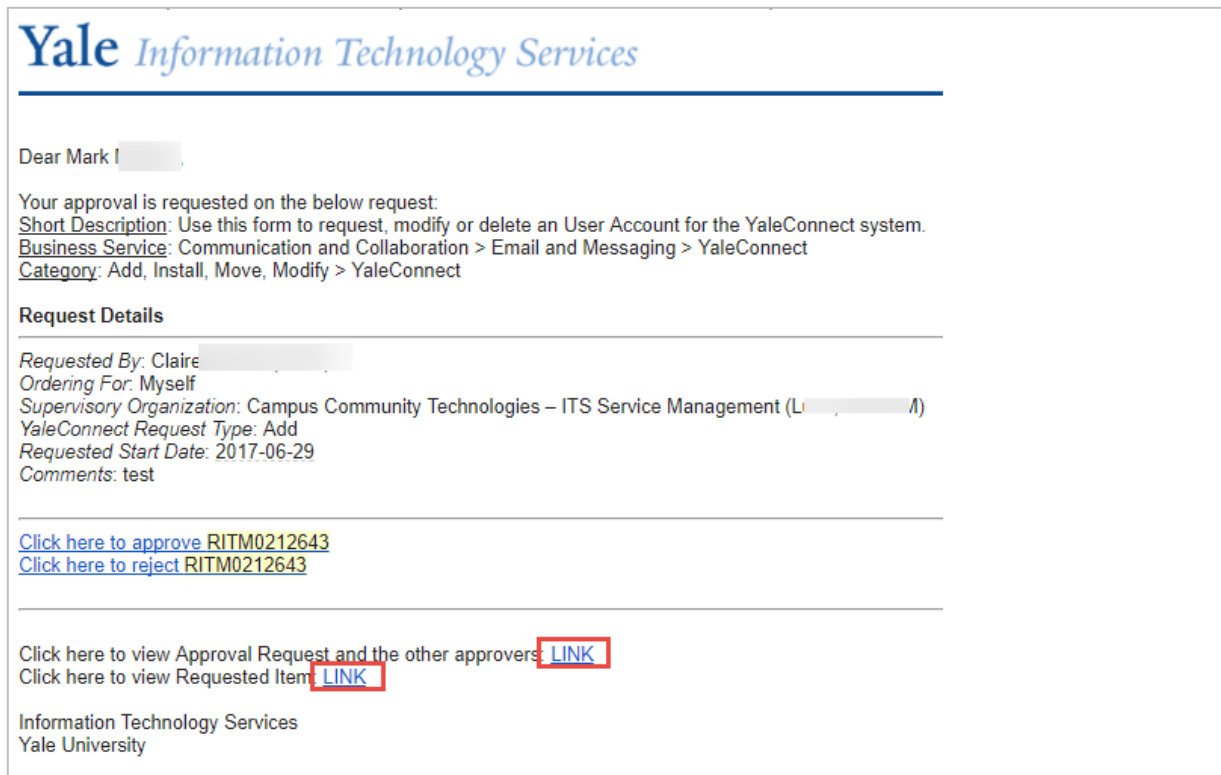 Yale Information Technology Services
Dear Mark
Your approval is requested on the below request:
Short Description: Use this form to request, modify or delete an User Account for the YaleConnect system.
Business Service: Communication and Collaboration > Email and Messaging > YaleConnect
Category: Add, Install, Move, Modify > YaleConnect
Request Details
Requested By: Claire
Ordering For: Myself
Supervisory Organization: Campus Community Technologies – ITS Service Management (
YaleConnect Request Type: Add
Requested Start Date: 2017-06-29
Comments: test
Click here to approve RITM0212643
Click here to reject RITM0212643
Click here to view Approval Request and the other approvers: LINK
Click here to view Requested Item: LINK
Information Technology Services
Yale University